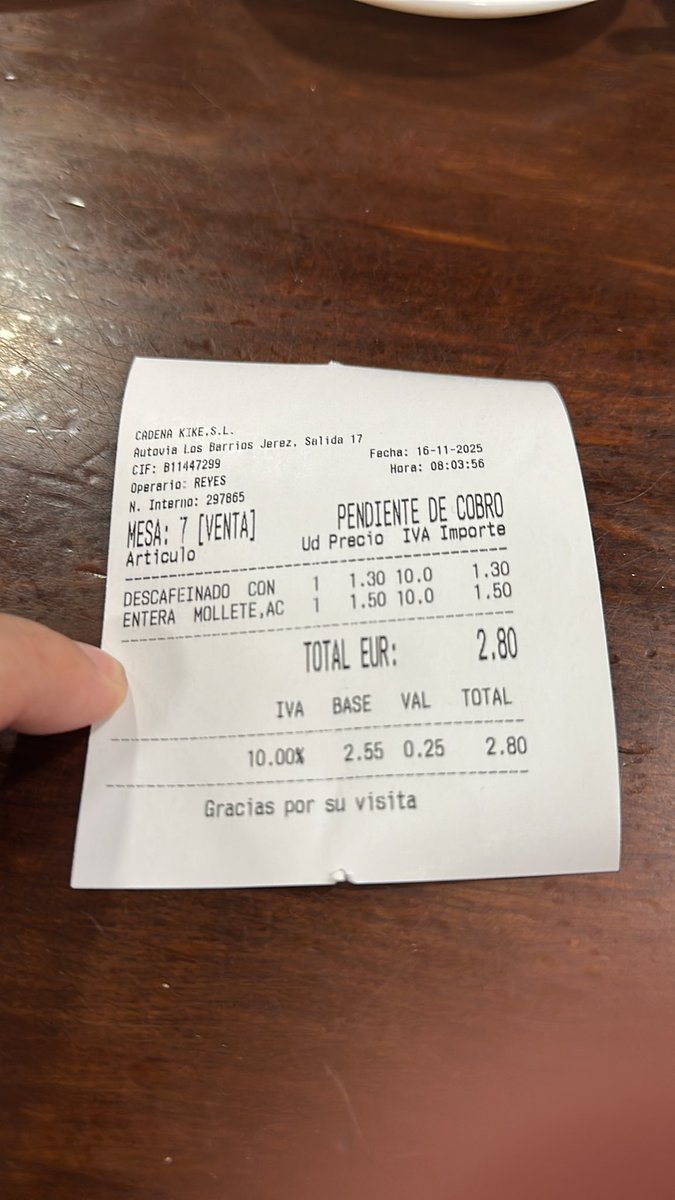 CADENA KIKE,S.L.
Autovia Los Barrios Jerez, Salida 17
CIF: B11447299 Fecha: 16-11-2025
Operario: REYES Hora: 08:03:56
N. Interno: 297865
MESA: 7 [VENTA] PENDIENTE DE COBRO
Articulo Ud Precio IVA Importe
DESCAFEINADO CON 1 1.30 10.0 1.30
ENTERA MOLLETE,AC 1 1.50 10.0 1.50
TOTAL EUR: 2.80
IVA BASE VAL TOTAL
10.00% 2.55 0.25 2.80
Gracias por su visita